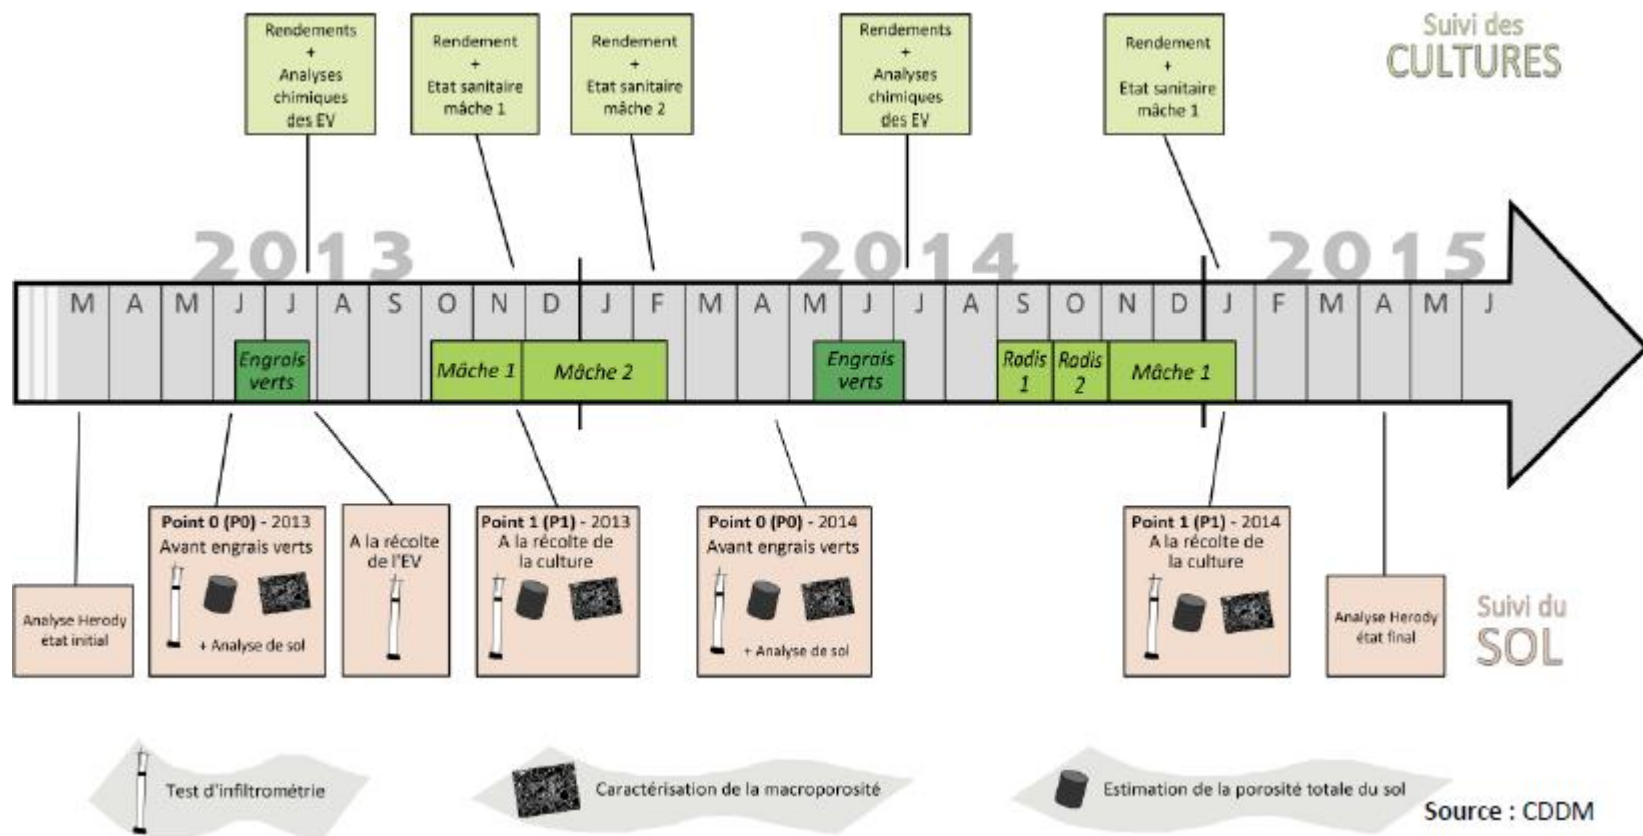 Rendements
+
Analyses
chimiques
des EV
Rendement
+
Etat sanitaire
mâche 1
Rendement
+
Etat sanitaire
mâche 2
Rendements
+
Analyses
chimiques
des EV
Rendement
+
Etat sanitaire
mâche 1
Suivi des
CULTURES
2013
2014
2015
M A M J J A S O N D J F M A M J J A S O N D J F M A M J
Engrais
verts
Mâche 1
Mâche 2
Engrais
verts
Radis
1
Radis
2
Mâche 1
Analyse Herody
état initial
Point 0 (P0) - 2013
Avant engrais verts
+ Analyse de sol
A la récolte
de l'EV
Point 1 (P1) - 2013
A la récolte de
la culture
Point 0 (P0) - 2014
Avant engrais verts
+ Analyse de sol
Point 1 (P1) - 2014
A la récolte de
la culture
Analyse Herody
état final
Suivi du
SOL
Test d'infiltrométrie
Caractérisation de la macroporosité
Estimation de la porosité totale du sol
Source : CDDM